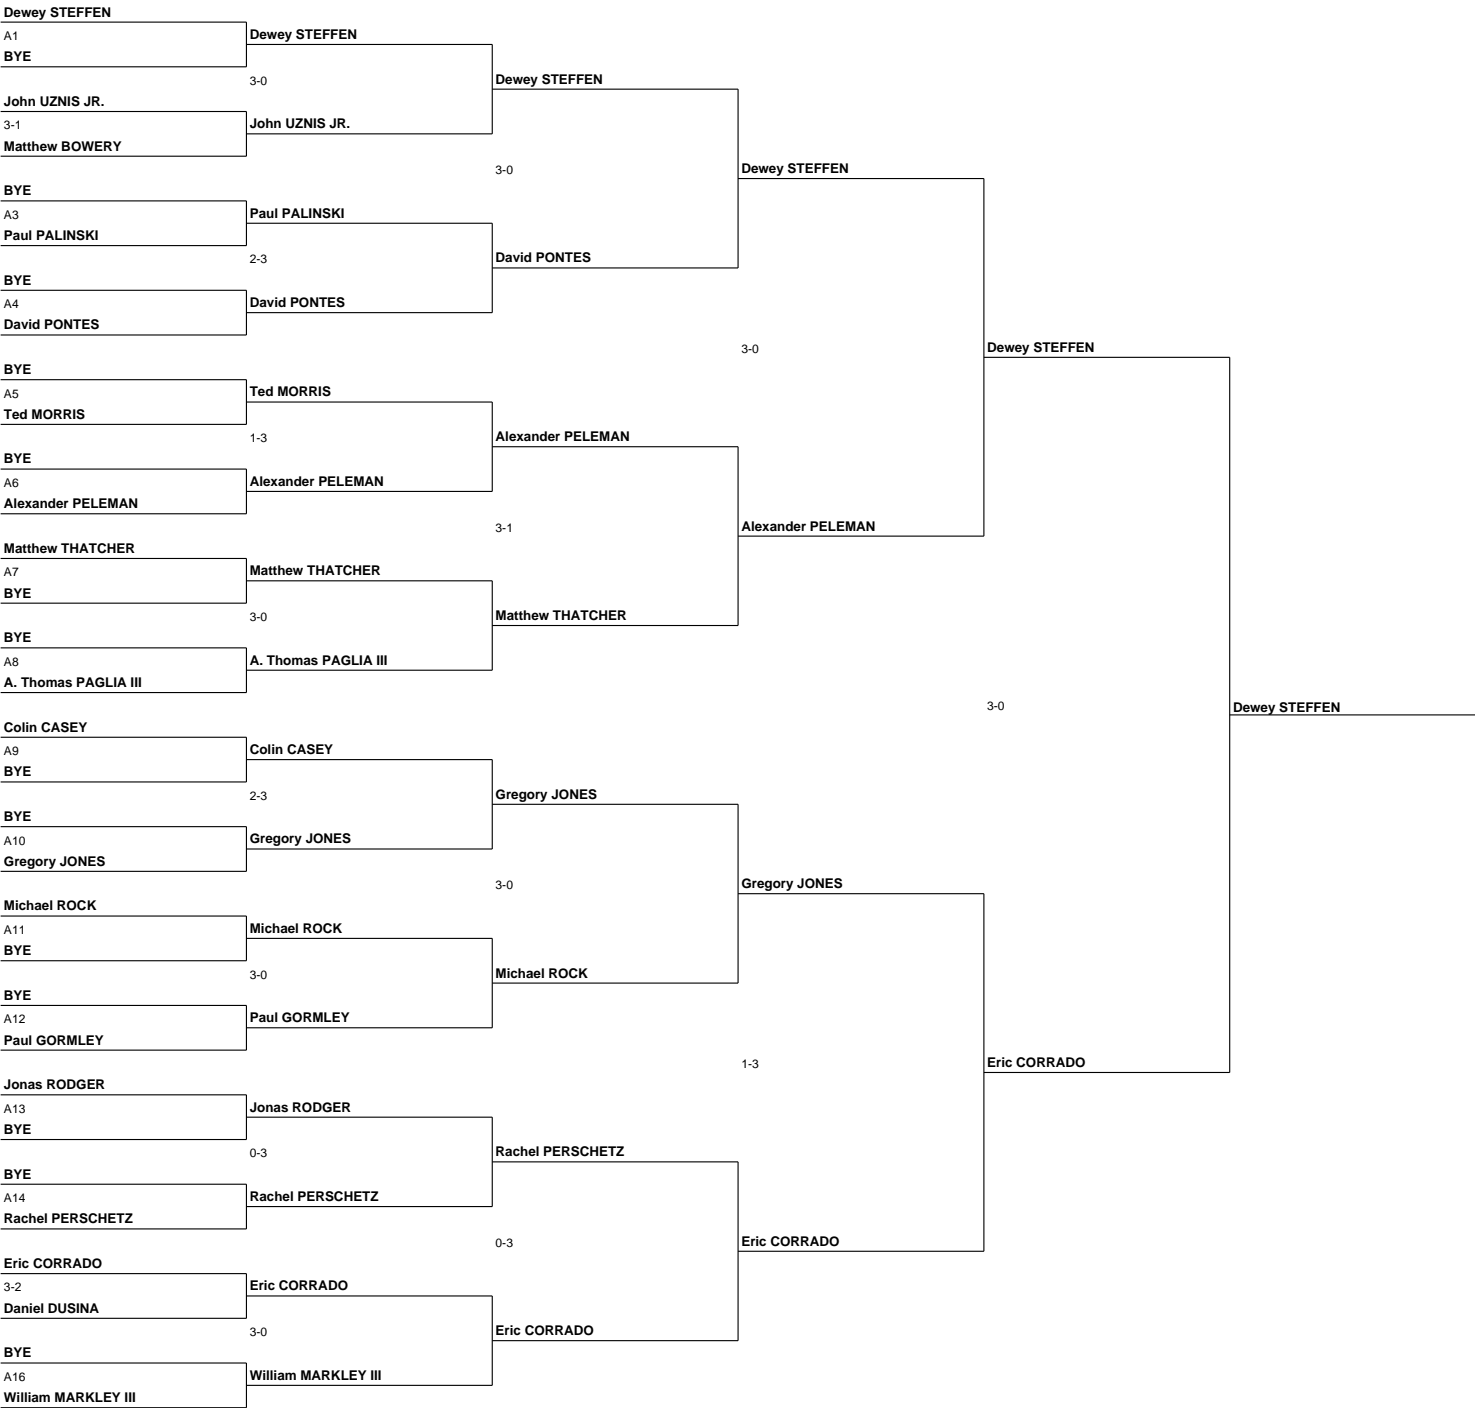 Dewey STEFFEN
A1
BYE
John UZNIS JR.
3-1
Matthew BOWERY
BYE
A3
Paul PALINSKI
BYE
A4
David PONTES
BYE
A5
Ted MORRIS
BYE
A6
Alexander PELEMAN
Matthew THATCHER
A7
BYE
BYE
A8
A. Thomas PAGLIA III
Colin CASEY
A9
BYE
BYE
A10
Gregory JONES
Michael ROCK
A11
BYE
BYE
A12
Paul GORMLEY
Jonas RODGER
A13
BYE
BYE
A14
Rachel PERSCHETZ
Eric CORRADO
3-2
Daniel DUSINA
BYE
A16
William MARKLEY III
Dewey STEFFEN
3-0
John UZNIS JR.
Paul PALINSKI
2-3
David PONTES
Ted MORRIS
1-3
Alexander PELEMAN
Matthew THATCHER
3-0
A. Thomas PAGLIA III
Colin CASEY
2-3
Gregory JONES
Michael ROCK
3-0
Paul GORMLEY
Jonas RODGER
0-3
Rachel PERSCHETZ
Eric CORRADO
3-0
William MARKLEY III
Dewey STEFFEN
3-0
David PONTES
Alexander PELEMAN
3-1
Matthew THATCHER
Gregory JONES
3-0
Michael ROCK
Rachel PERSCHETZ
0-3
Eric CORRADO
Dewey STEFFEN
3-0
Alexander PELEMAN
Gregory JONES
1-3
Eric CORRADO
Dewey STEFFEN
3-0
Eric CORRADO
Dewey STEFFEN